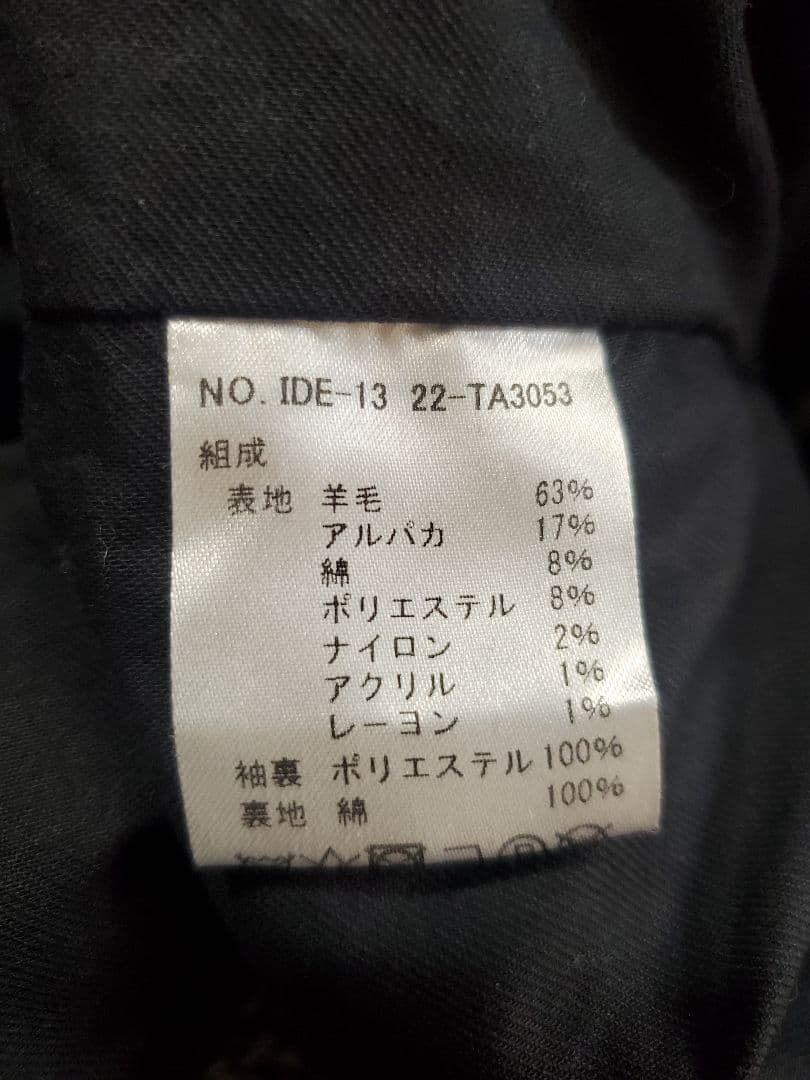 NO. IDE-13 22-TA3053
組成
表地 羊毛 63%
アルパカ 17%
綿 8%
ポリエステル 8%
ナイロン 2%
アクリル 1%
レーヨン 1%
袖裏 ポリエステル 100%
裏地 綿 100%